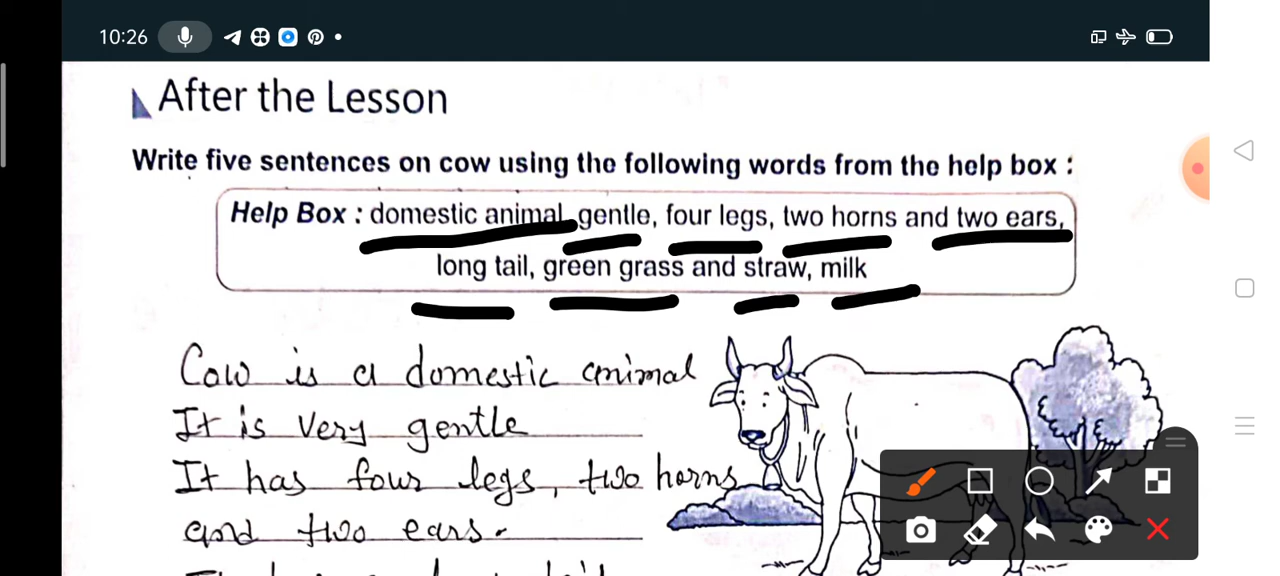 10:26
After the Lesson
Write five sentences on cow using the following words from the help box :
Help Box : domestic animal, gentle, four legs, two horns and two ears,
long tail, green grass and straw, milk
Cow is a domestic animal
It is very gentle
It has four legs, two horns
and two ears.